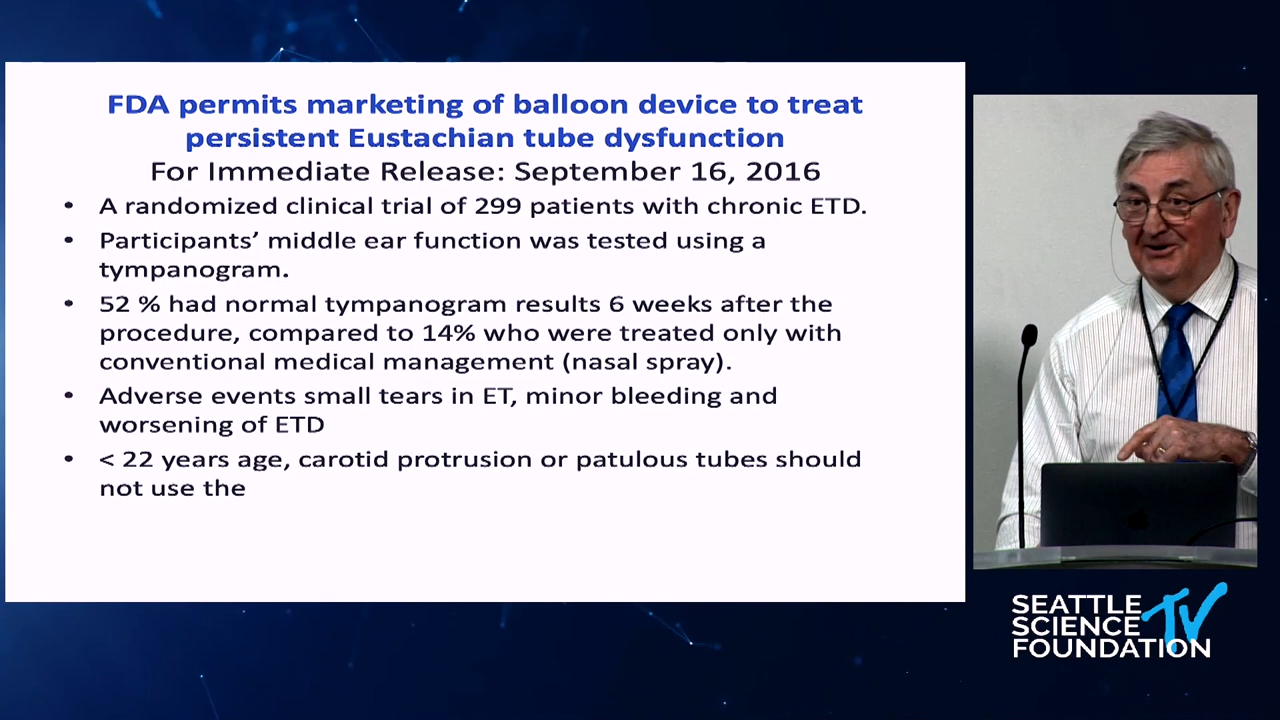 FDA permits marketing of balloon device to treat
persistent Eustachian tube dysfunction
For Immediate Release: September 16, 2016
• A randomized clinical trial of 299 patients with chronic ETD.
• Participants’ middle ear function was tested using a
tympanogram.
• 52 % had normal tympanogram results 6 weeks after the
procedure, compared to 14% who were treated only with
conventional medical management (nasal spray).
• Adverse events small tears in ET, minor bleeding and
worsening of ETD
• < 22 years age, carotid protrusion or patulous tubes should
not use the
SEATTLE
SCIENCE TV
FOUNDATION